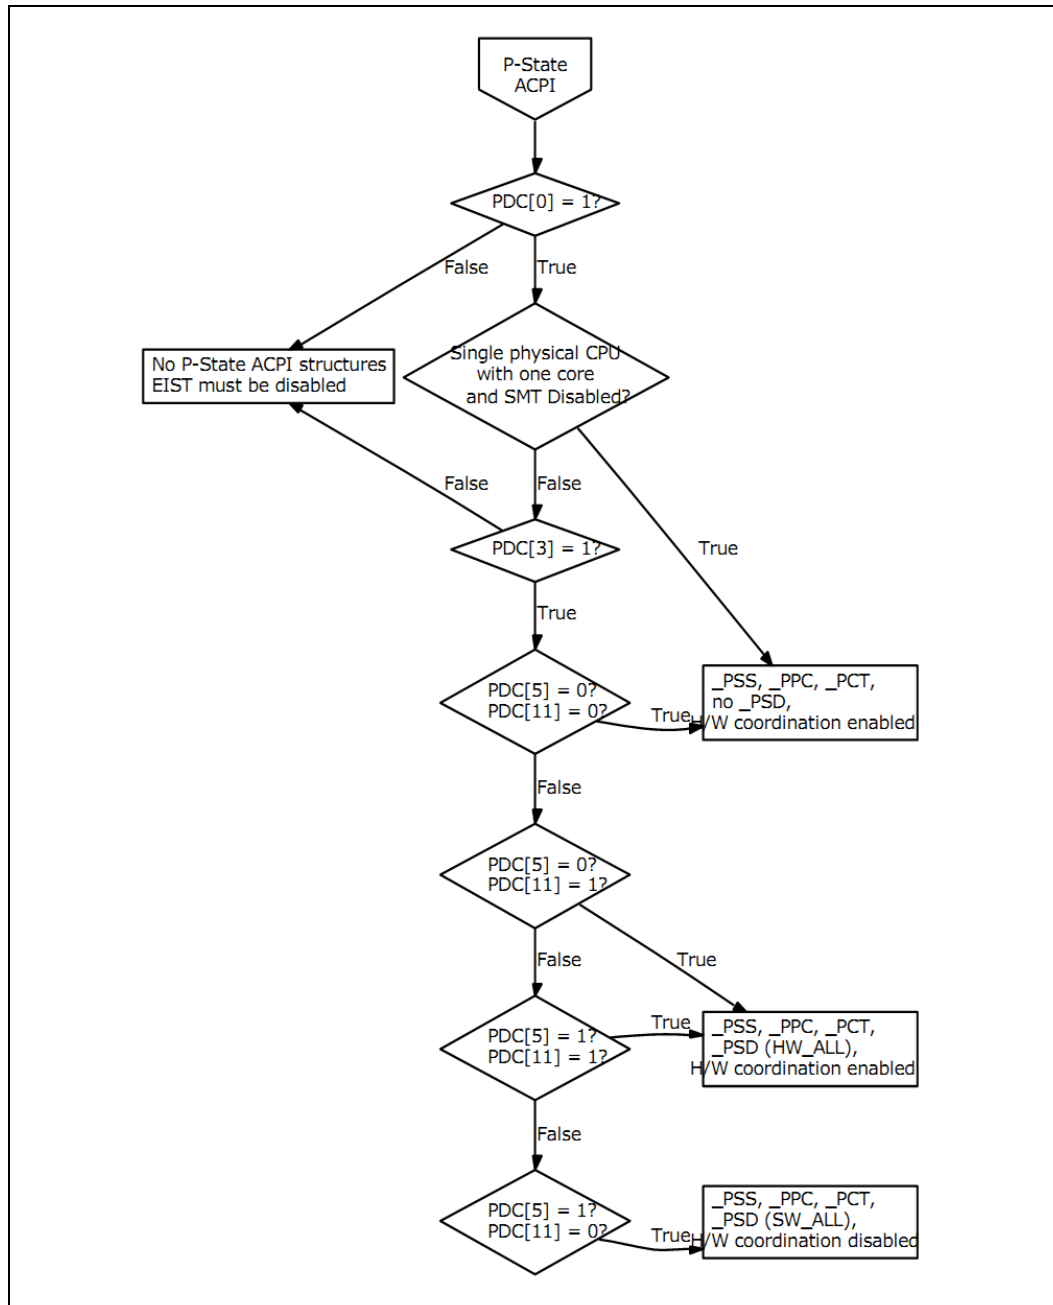 P-State
ACPI
PDC[0] = 1?
False
True
No P-State ACPI structures
EIST must be disabled
Single physical CPU
with one core
and SMT Disabled?
False
False
True
PDC[3] = 1?
True
PDC[5] = 0?
PDC[11] = 0?
True
_PSS, _PPC, _PCT,
no _PSD,
H/W coordination enabled
False
PDC[5] = 0?
PDC[11] = 1?
False
True
PDC[5] = 1?
PDC[11] = 1?
True
_PSS, _PPC, _PCT,
_PSD (HW_ALL),
H/W coordination enabled
False
PDC[5] = 1?
PDC[11] = 0?
True
_PSS, _PPC, _PCT,
_PSD (SW_ALL),
H/W coordination disabled